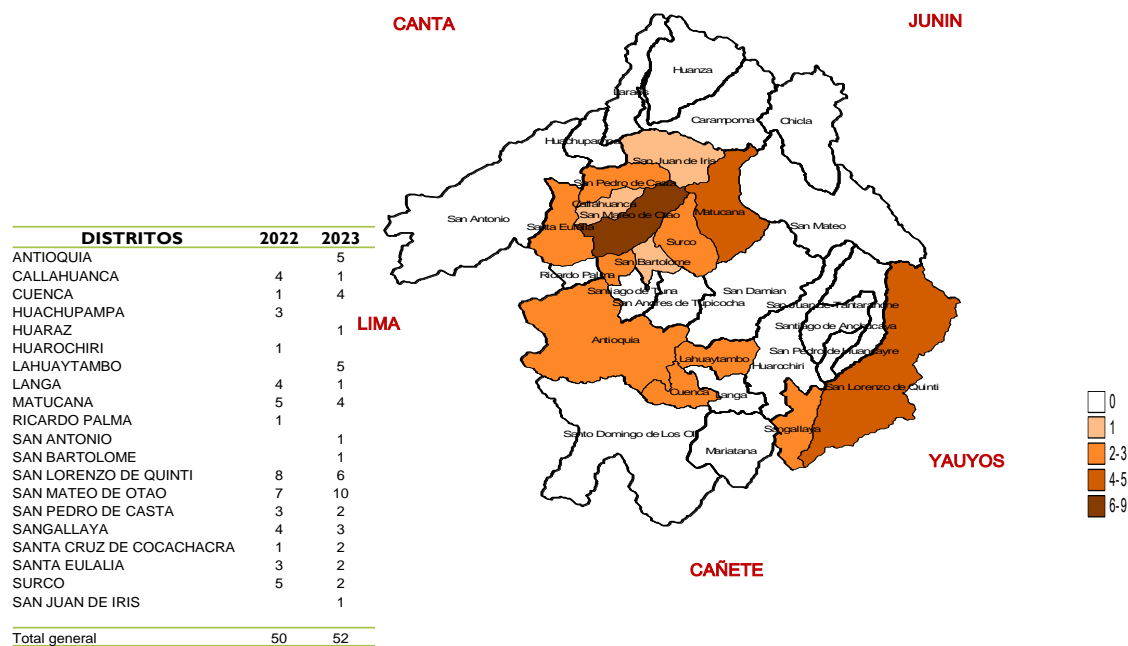 CANTA
JUNIN
LIMA
YAUYOS
CAÑETE
DISTRITOS 2022 2023
ANTIOQUIA 5
CALLAHUANCA 4 1
CUENCA 1 4
HUACHUPAMPA 3
HUARAZ 1
HUAROCHIRI 1
LAHUAYTAMBO 5
LANGA 4 1
MATUCANA 5 4
RICARDO PALMA 1
SAN ANTONIO 1
SAN BARTOLOME 1
SAN LORENZO DE QUINTI 8 6
SAN MATEO DE OTAO 7 10
SAN PEDRO DE CASTA 3 2
SANGALLAYA 4 3
SANTA CRUZ DE COCACHACRA 1 2
SANTA EULALIA 3 2
SURCO 5 2
SAN JUAN DE IRIS 1
Total general 50 52
Huanza
Laraos
Carampoma
Chicla
Huachupampa
San Juan de Iris
San Pedro de Casta
Callahuanca
San Mateo de Otao
Matucana
San Antonio
Santa Eulalia
San Mateo
Surco
San Bartolome
Ricardo Palma
Santiago de Tuna
San Damian
San Andres de Tupicocha
San Juan de Tantaranche
Santiago de Anchucaya
Antioquia
San Pedro de Huancayre
Lahuaytambo
Huarochiri
San Lorenzo de Quinti
Cuenca
Langa
Sangallaya
Santo Domingo de Los Ol
Mariatana
0
1
2-3
4-5
6-9